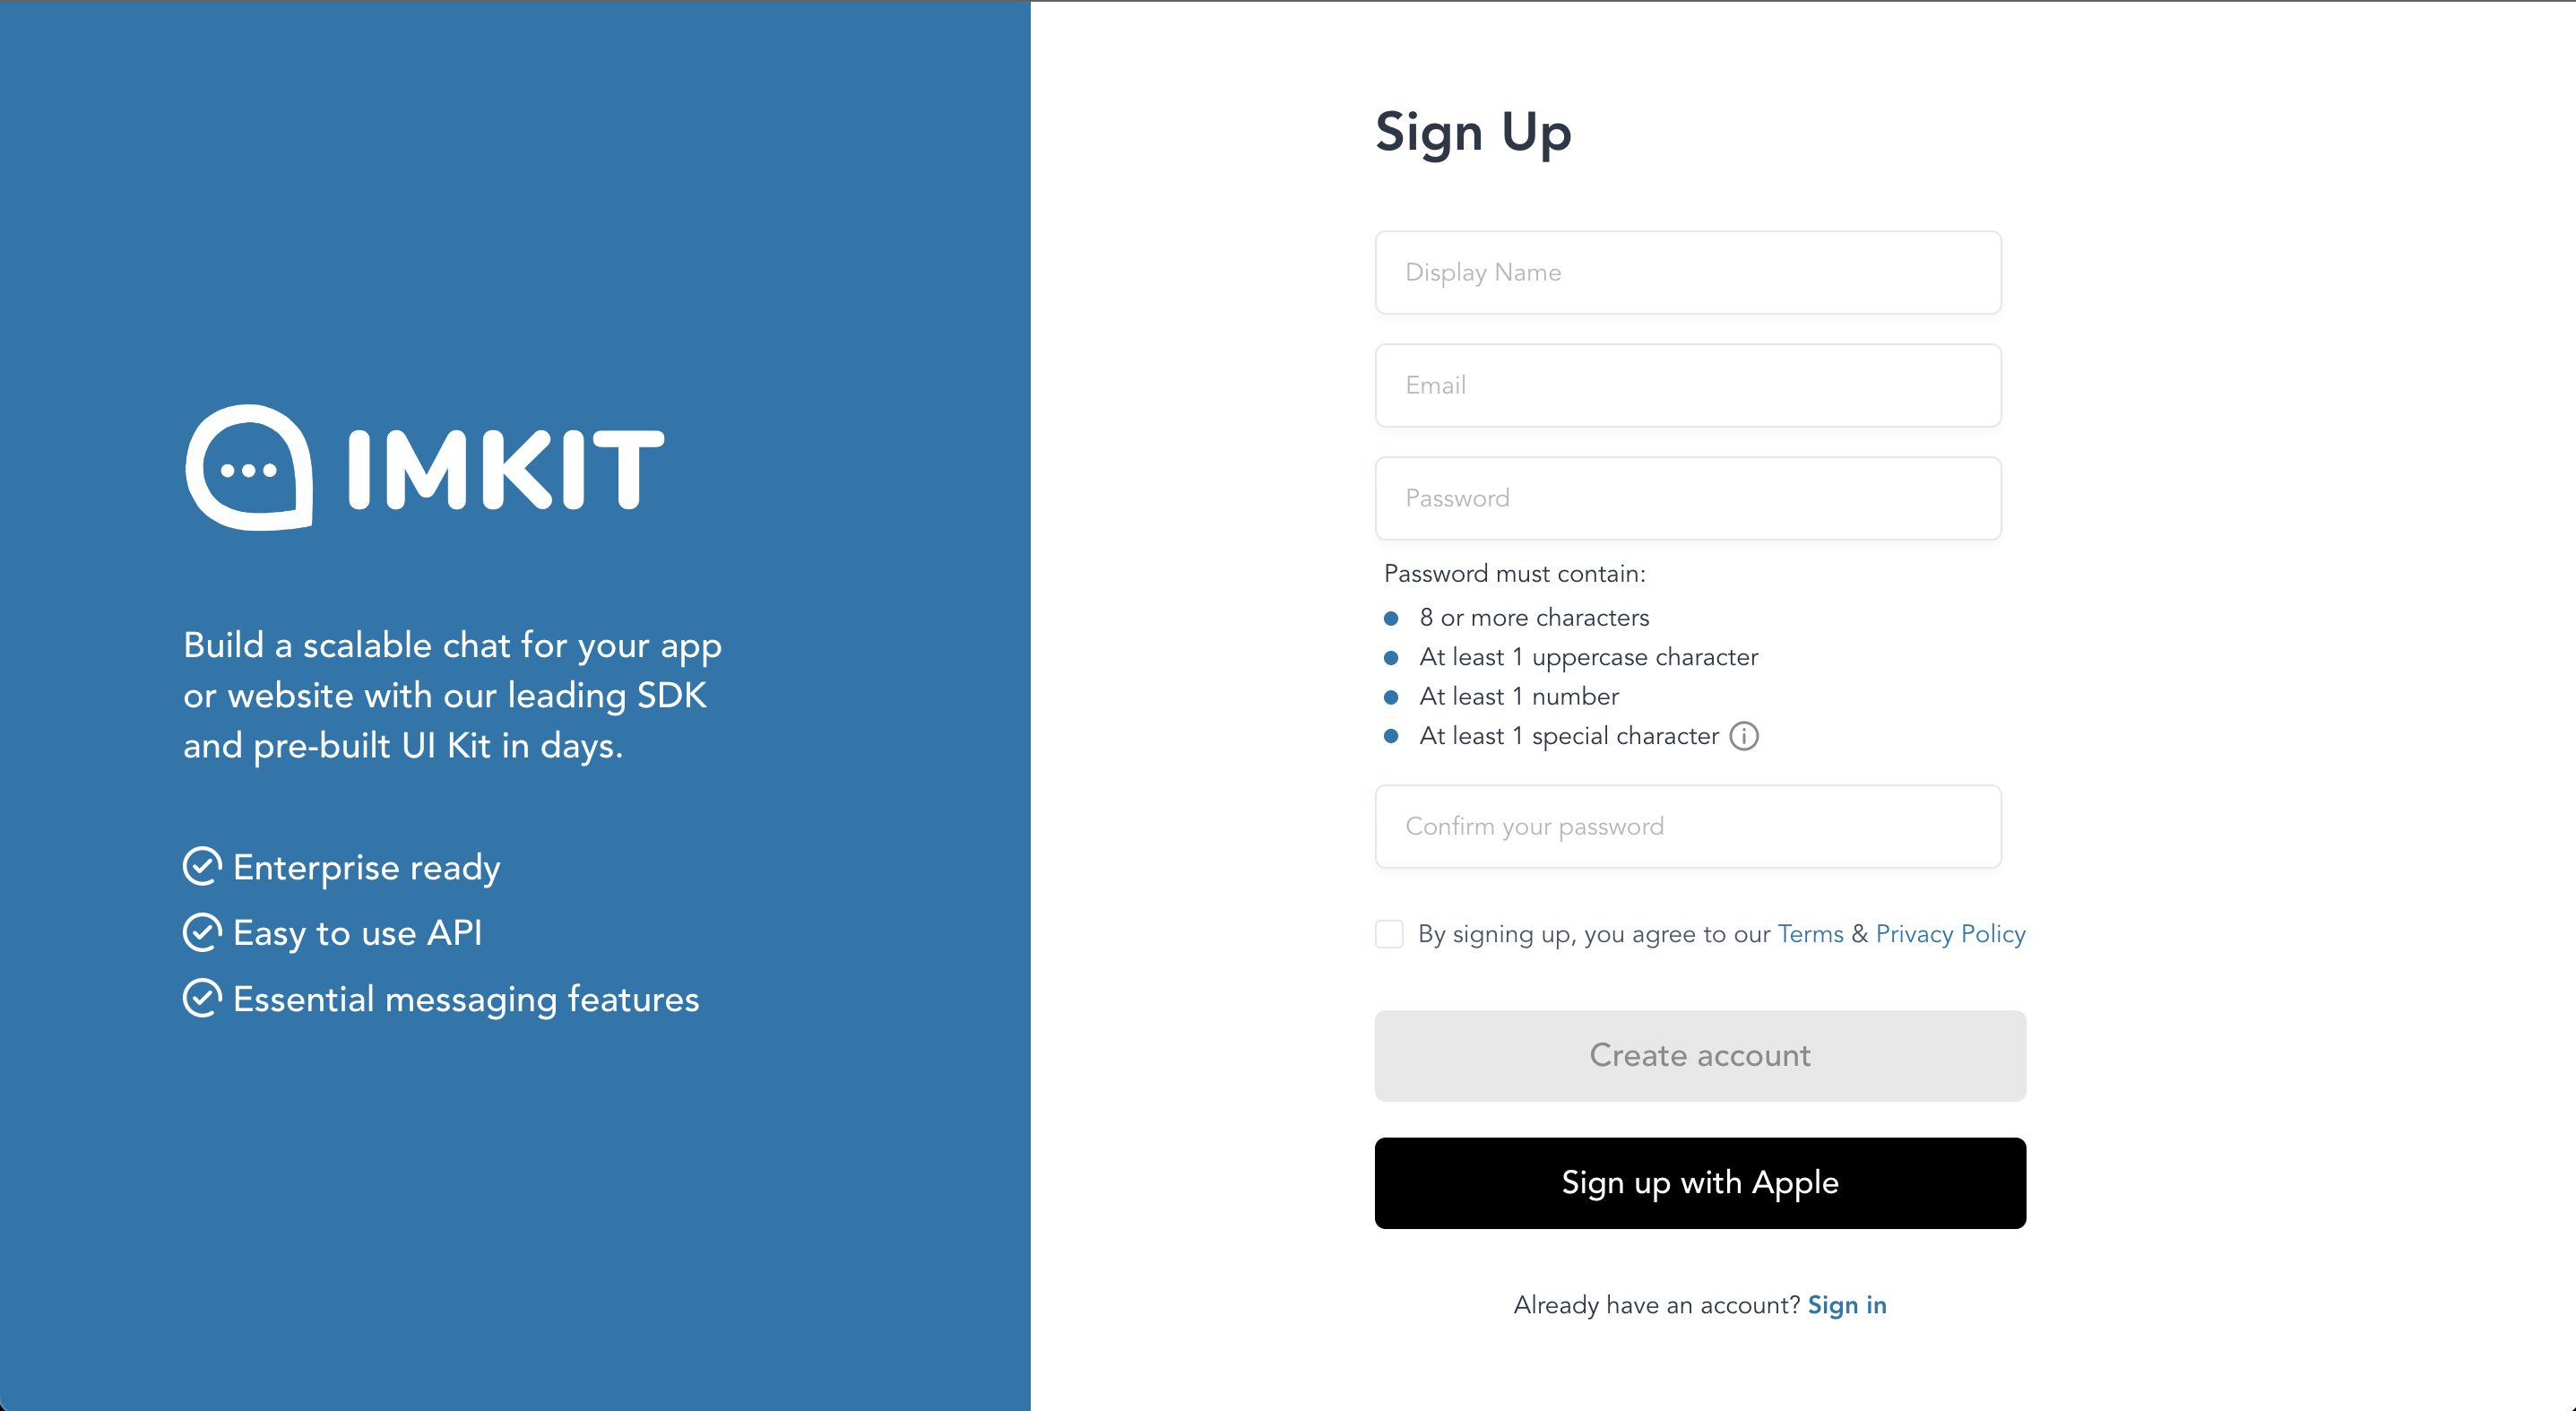 IMKIT
Build a scalable chat for your app
or website with our leading SDK
and pre-built UI Kit in days.
Enterprise ready
Easy to use API
Essential messaging features
Sign Up
Display Name
Email
Password
Password must contain:
8 or more characters
At least 1 uppercase character
At least 1 number
At least 1 special character
Confirm your password
By signing up, you agree to our Terms & Privacy Policy
Create account
Sign up with Apple
Already have an account? Sign in